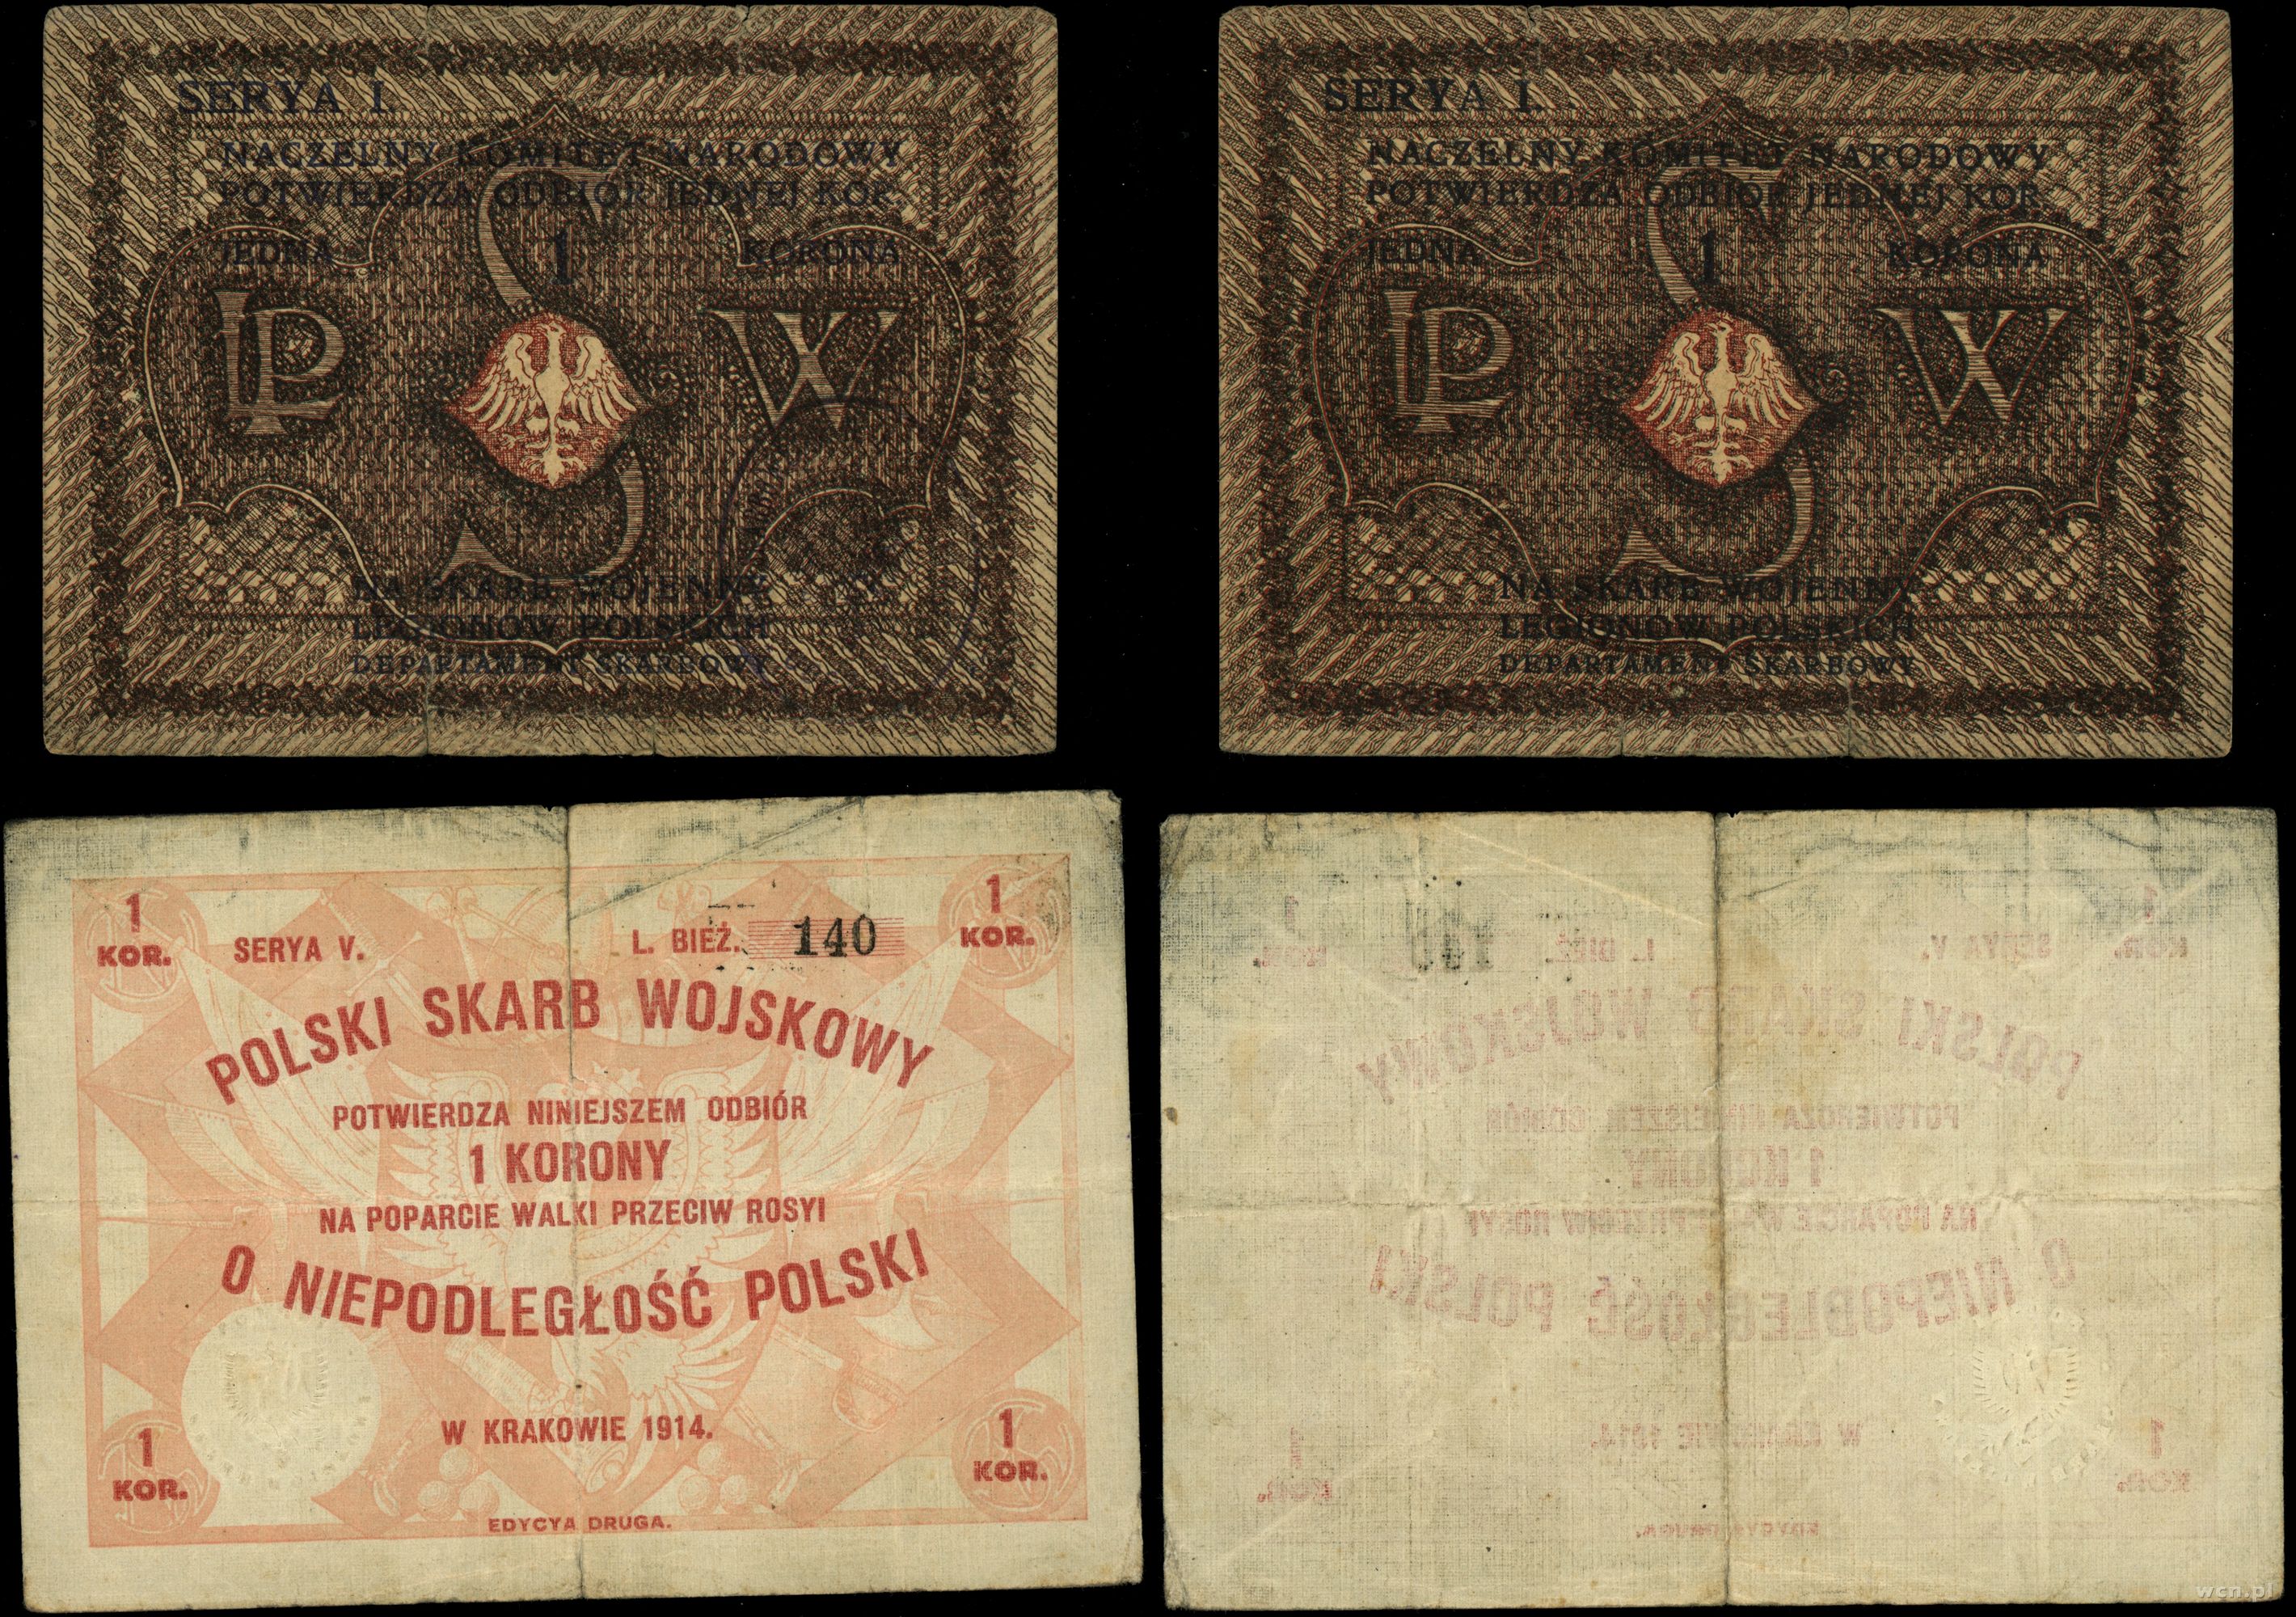 SERYA I.
NACZELNY KOMITET NARODOWY
POTWIERDZA ODBIÓR JEDNEJ KOR.
JEDNA 1 KORONA
LP S W
NA SKARB WOJENNY
LEGIONÓW POLSKICH
DEPARTAMENT SKARBOWY
SERYA I.
NACZELNY KOMITET NARODOWY
POTWIERDZA ODBIÓR JEDNEJ KOR.
JEDNA 1 KORONA
LP S W
NA SKARB WOJENNY
LEGIONÓW POLSKICH
DEPARTAMENT SKARBOWY
1 KOR.
SERYA V.
L. BIEŻ. 140
1 KOR.
POLSKI SKARB WOJSKOWY
POTWIERDZA NINIEJSZEM ODBIÓR
1 KORONY
NA POPARCIE WALKI PRZECIW ROSYI
O NIEPODLEGŁOŚĆ POLSKI
W KRAKOWIE 1914.
1 KOR.
1 KOR.
EDYCYA DRUGA.
wcn.pl